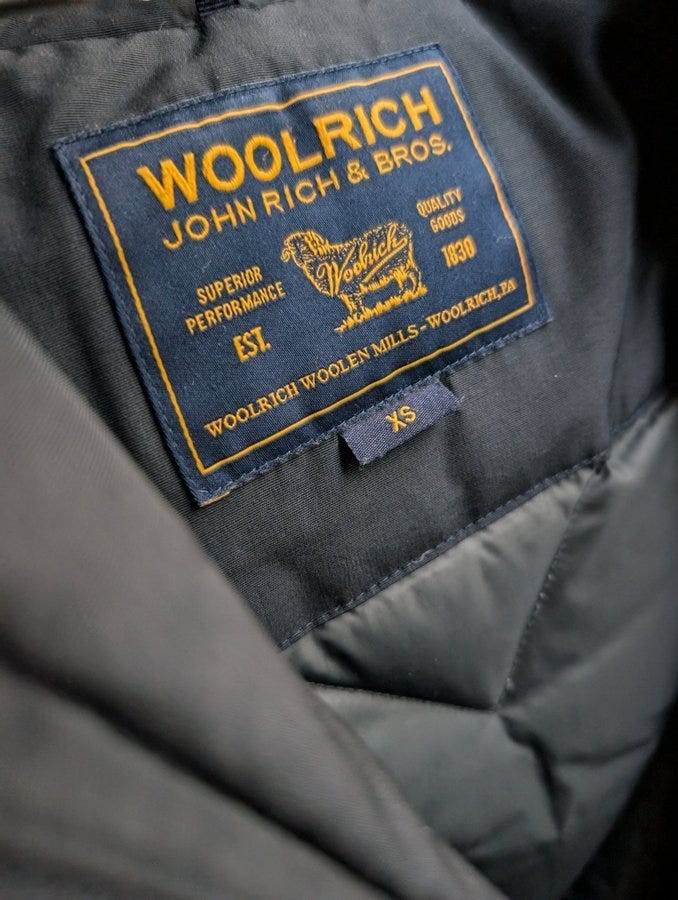 WOOLRICH
JOHN RICH & BROS.
SUPERIOR
PERFORMANCE
EST.
Woolrich
QUALITY
GOODS
1830
WOOLRICH WOOLEN MILLS-WOOLRICH,PA
XS